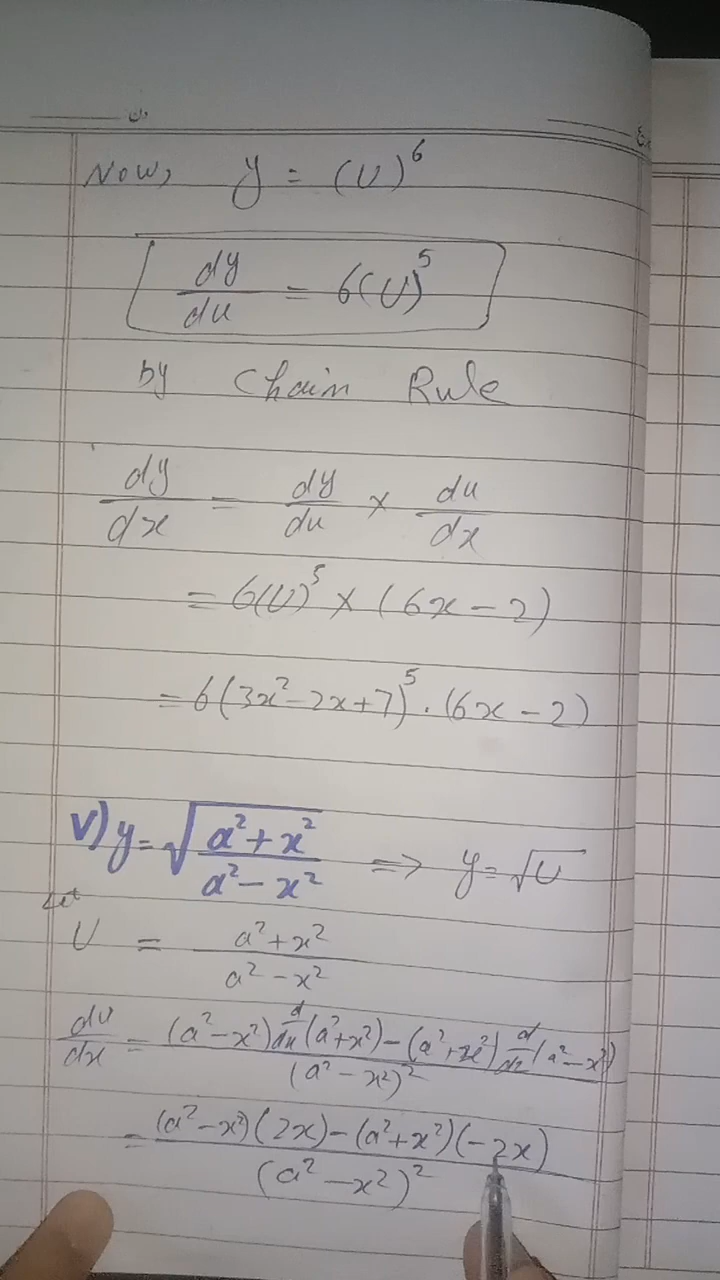 Now, y = (U)^6
dy/du = 6(U)^5
by Chain Rule
dy/dx = dy/du × du/dx
= 6(U)^5 × (6x - 2)
= 6(3x² - 2x + 7)^5 . (6x - 2)
v) y = √((a² + x²)/(a² - x²)) => y = √U
Let
U = (a² + x²)/(a² - x²)
du/dx = ((a² - x²) d/dx (a² + x²) - (a² + x²) d/dx (a² - x²))/(a² - x²)²
= ((a² - x²)(2x) - (a² + x²)(-2x))/(a² - x²)²